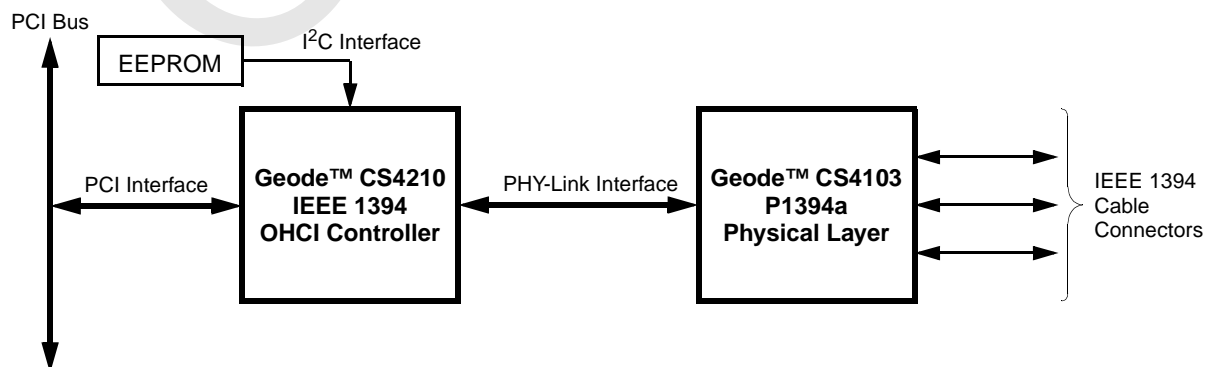 PCI Bus
I²C Interface
EEPROM
PCI Interface
Geode™ CS4210
IEEE 1394
OHCI Controller
PHY-Link Interface
Geode™ CS4103
P1394a
Physical Layer
IEEE 1394
Cable
Connectors